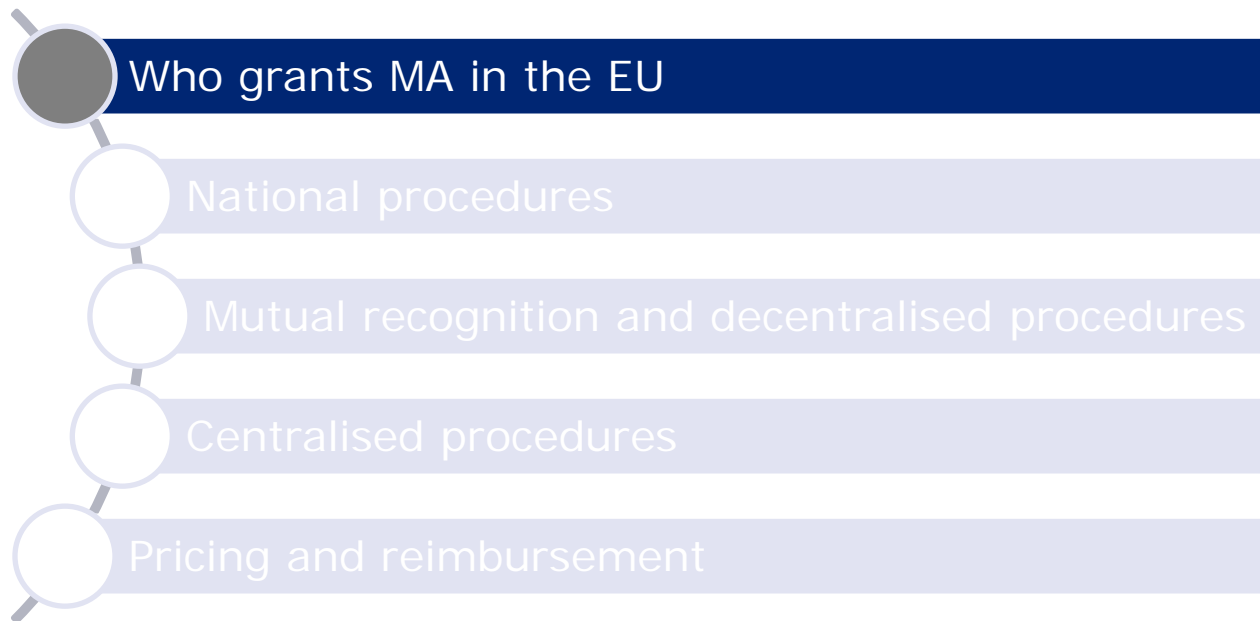 Who grants MA in the EU
National procedures
Mutual recognition and decentralised procedures
Centralised procedures
Pricing and reimbursement